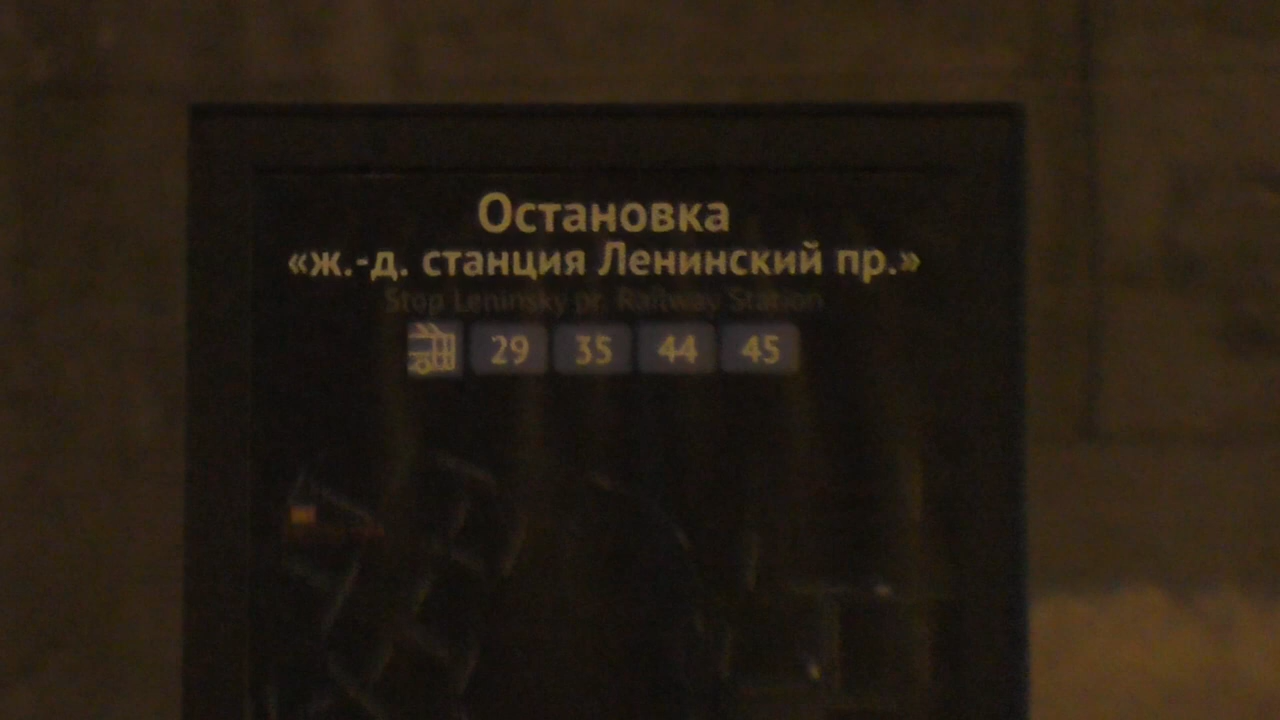 Остановка
«ж.-д. станция Ленинский пр.»
Stop Leninsky pr. Railway Station
29 35 44 45